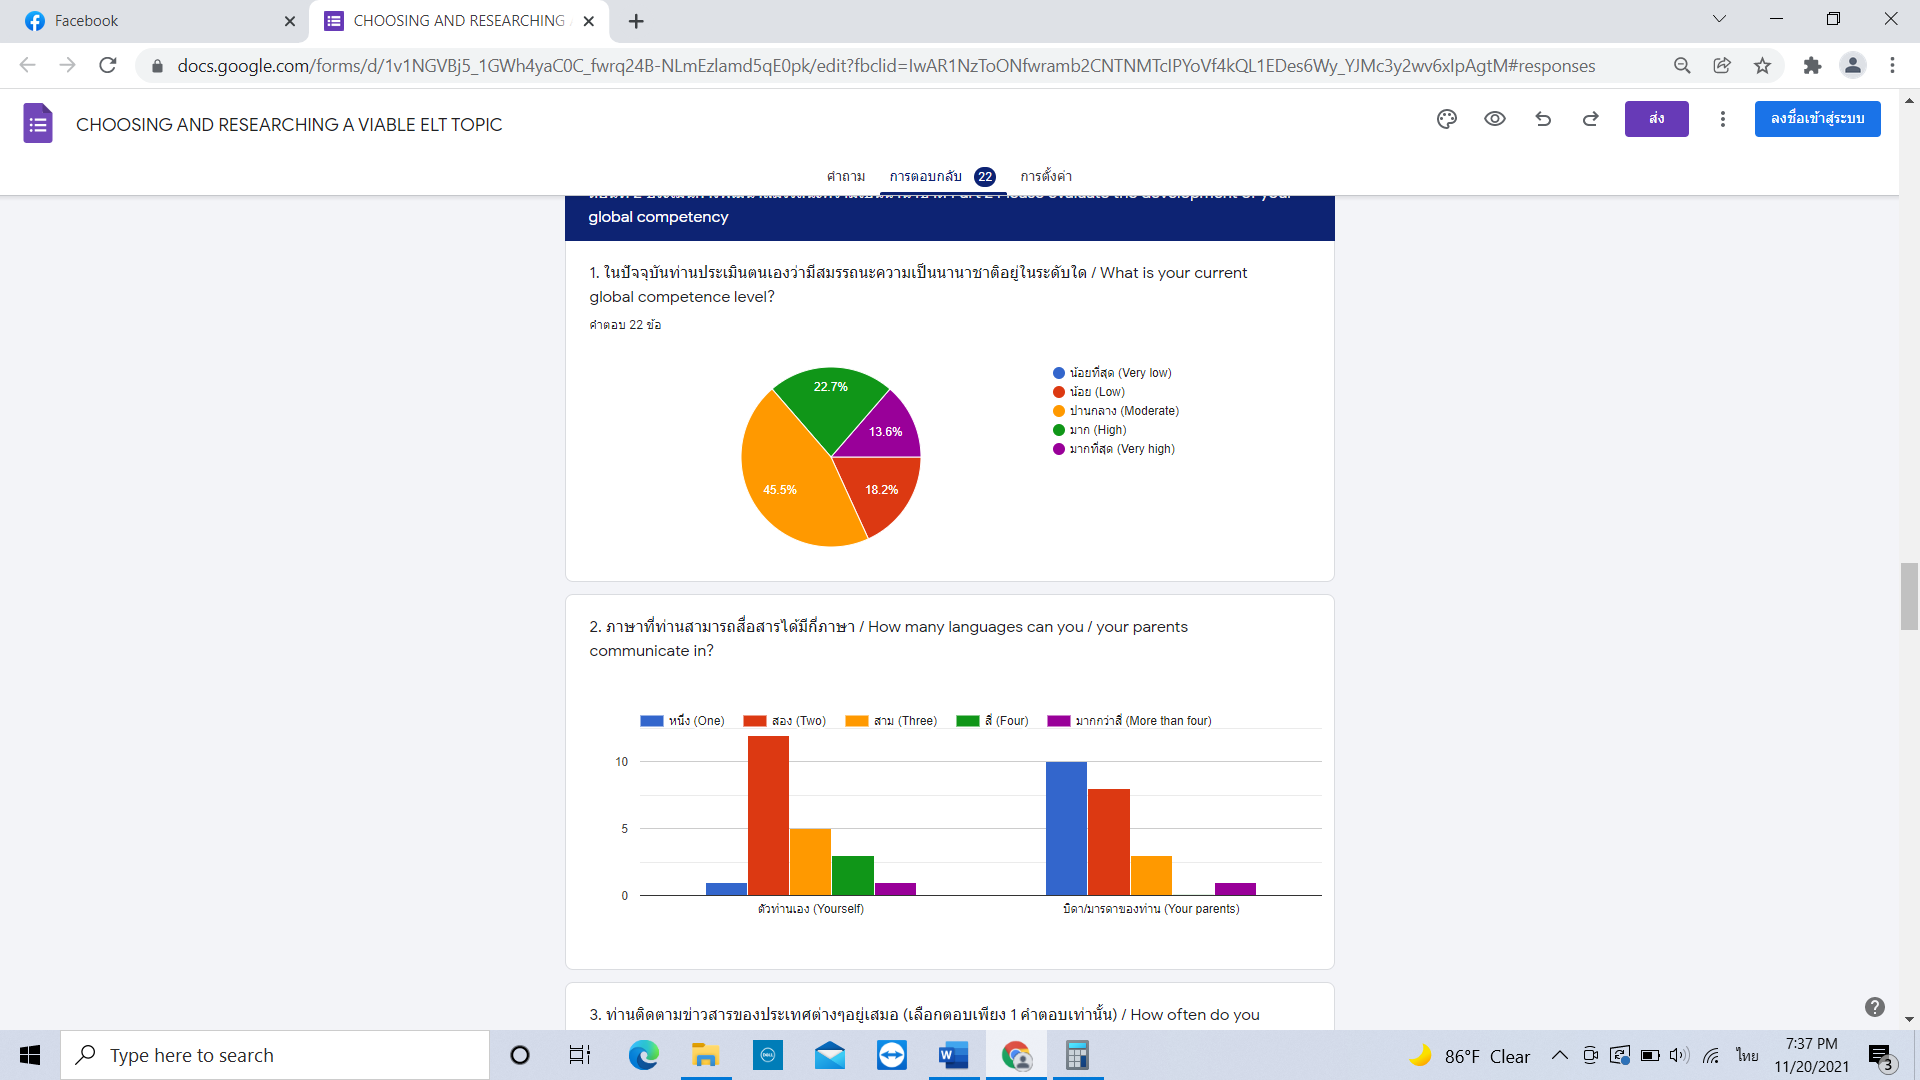 Facebook
CHOOSING AND RESEARCHING A
docs.google.com/forms/d/1v1NGVBj5_1GWh4yaC0C_fwrq24B-NLmEzlamd5qE0pk/edit?fbclid=IwAR1NzToONfwramb2CNTNMTcIPYoVf4kQL1EDes6Wy_YJMc3y2wv6xIpAgtM#responses
CHOOSING AND RESEARCHING A VIABLE ELT TOPIC
ส่ง
ลงชื่อเข้าสู่ระบบ
คำถาม
การตอบกลับ 22
การตั้งค่า
global competency
1. ในปัจจุบันท่านประเมินตนเองว่ามีสมรรถนะความเป็นนานาชาติอยู่ในระดับใด / What is your current
global competence level?
คำตอบ 22 ข้อ
22.7%
13.6%
45.5%
18.2%
น้อยที่สุด (Very low)
น้อย (Low)
ปานกลาง (Moderate)
มาก (High)
มากที่สุด (Very high)
2. ภาษาที่ท่านสามารถสื่อสารได้มีกี่ภาษา / How many languages can you / your parents
communicate in?
หนึ่ง (One) สอง (Two) สาม (Three) สี่ (Four) มากกว่าสี่ (More than four)
10
5
0
ตัวท่านเอง (Yourself)
บิดา/มารดาของท่าน (Your parents)
3. ท่านติดตามข่าวสารของประเทศต่างๆอยู่เสมอ (เลือกตอบเพียง 1 คำตอบเท่านั้น) / How often do you
Type here to search
DELL
86°F Clear
ไทย
7:37 PM
11/20/2021
3